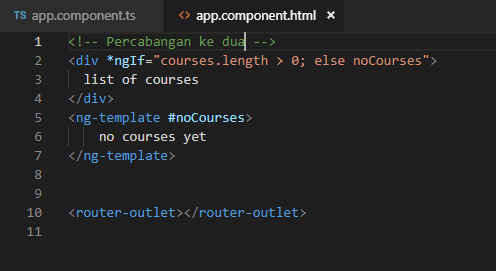 TS app.component.ts <> app.component.html ×
1 <!-- Percabangan ke dua -->
2 <div *ngIf="courses.length > 0; else noCourses">
3 list of courses
4 </div>
5 <ng-template #noCourses>
6 no courses yet
7 </ng-template>
8
9
10 <router-outlet></router-outlet>
11